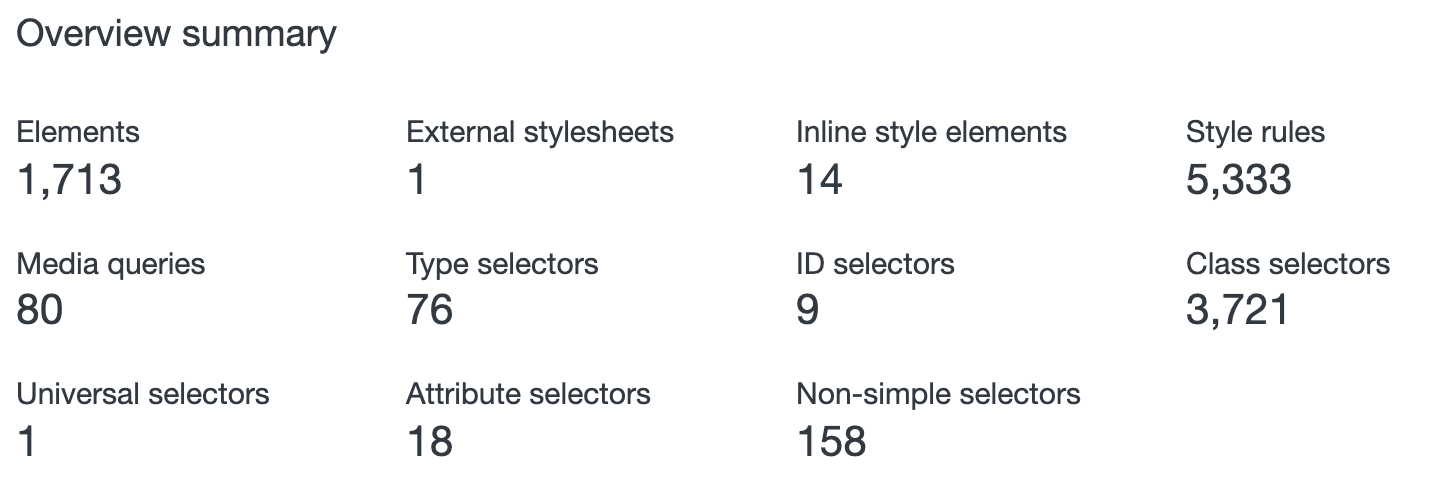 Overview summary
Elements
1,713
External stylesheets
1
Inline style elements
14
Style rules
5,333
Media queries
80
Type selectors
76
ID selectors
9
Class selectors
3,721
Universal selectors
1
Attribute selectors
18
Non-simple selectors
158